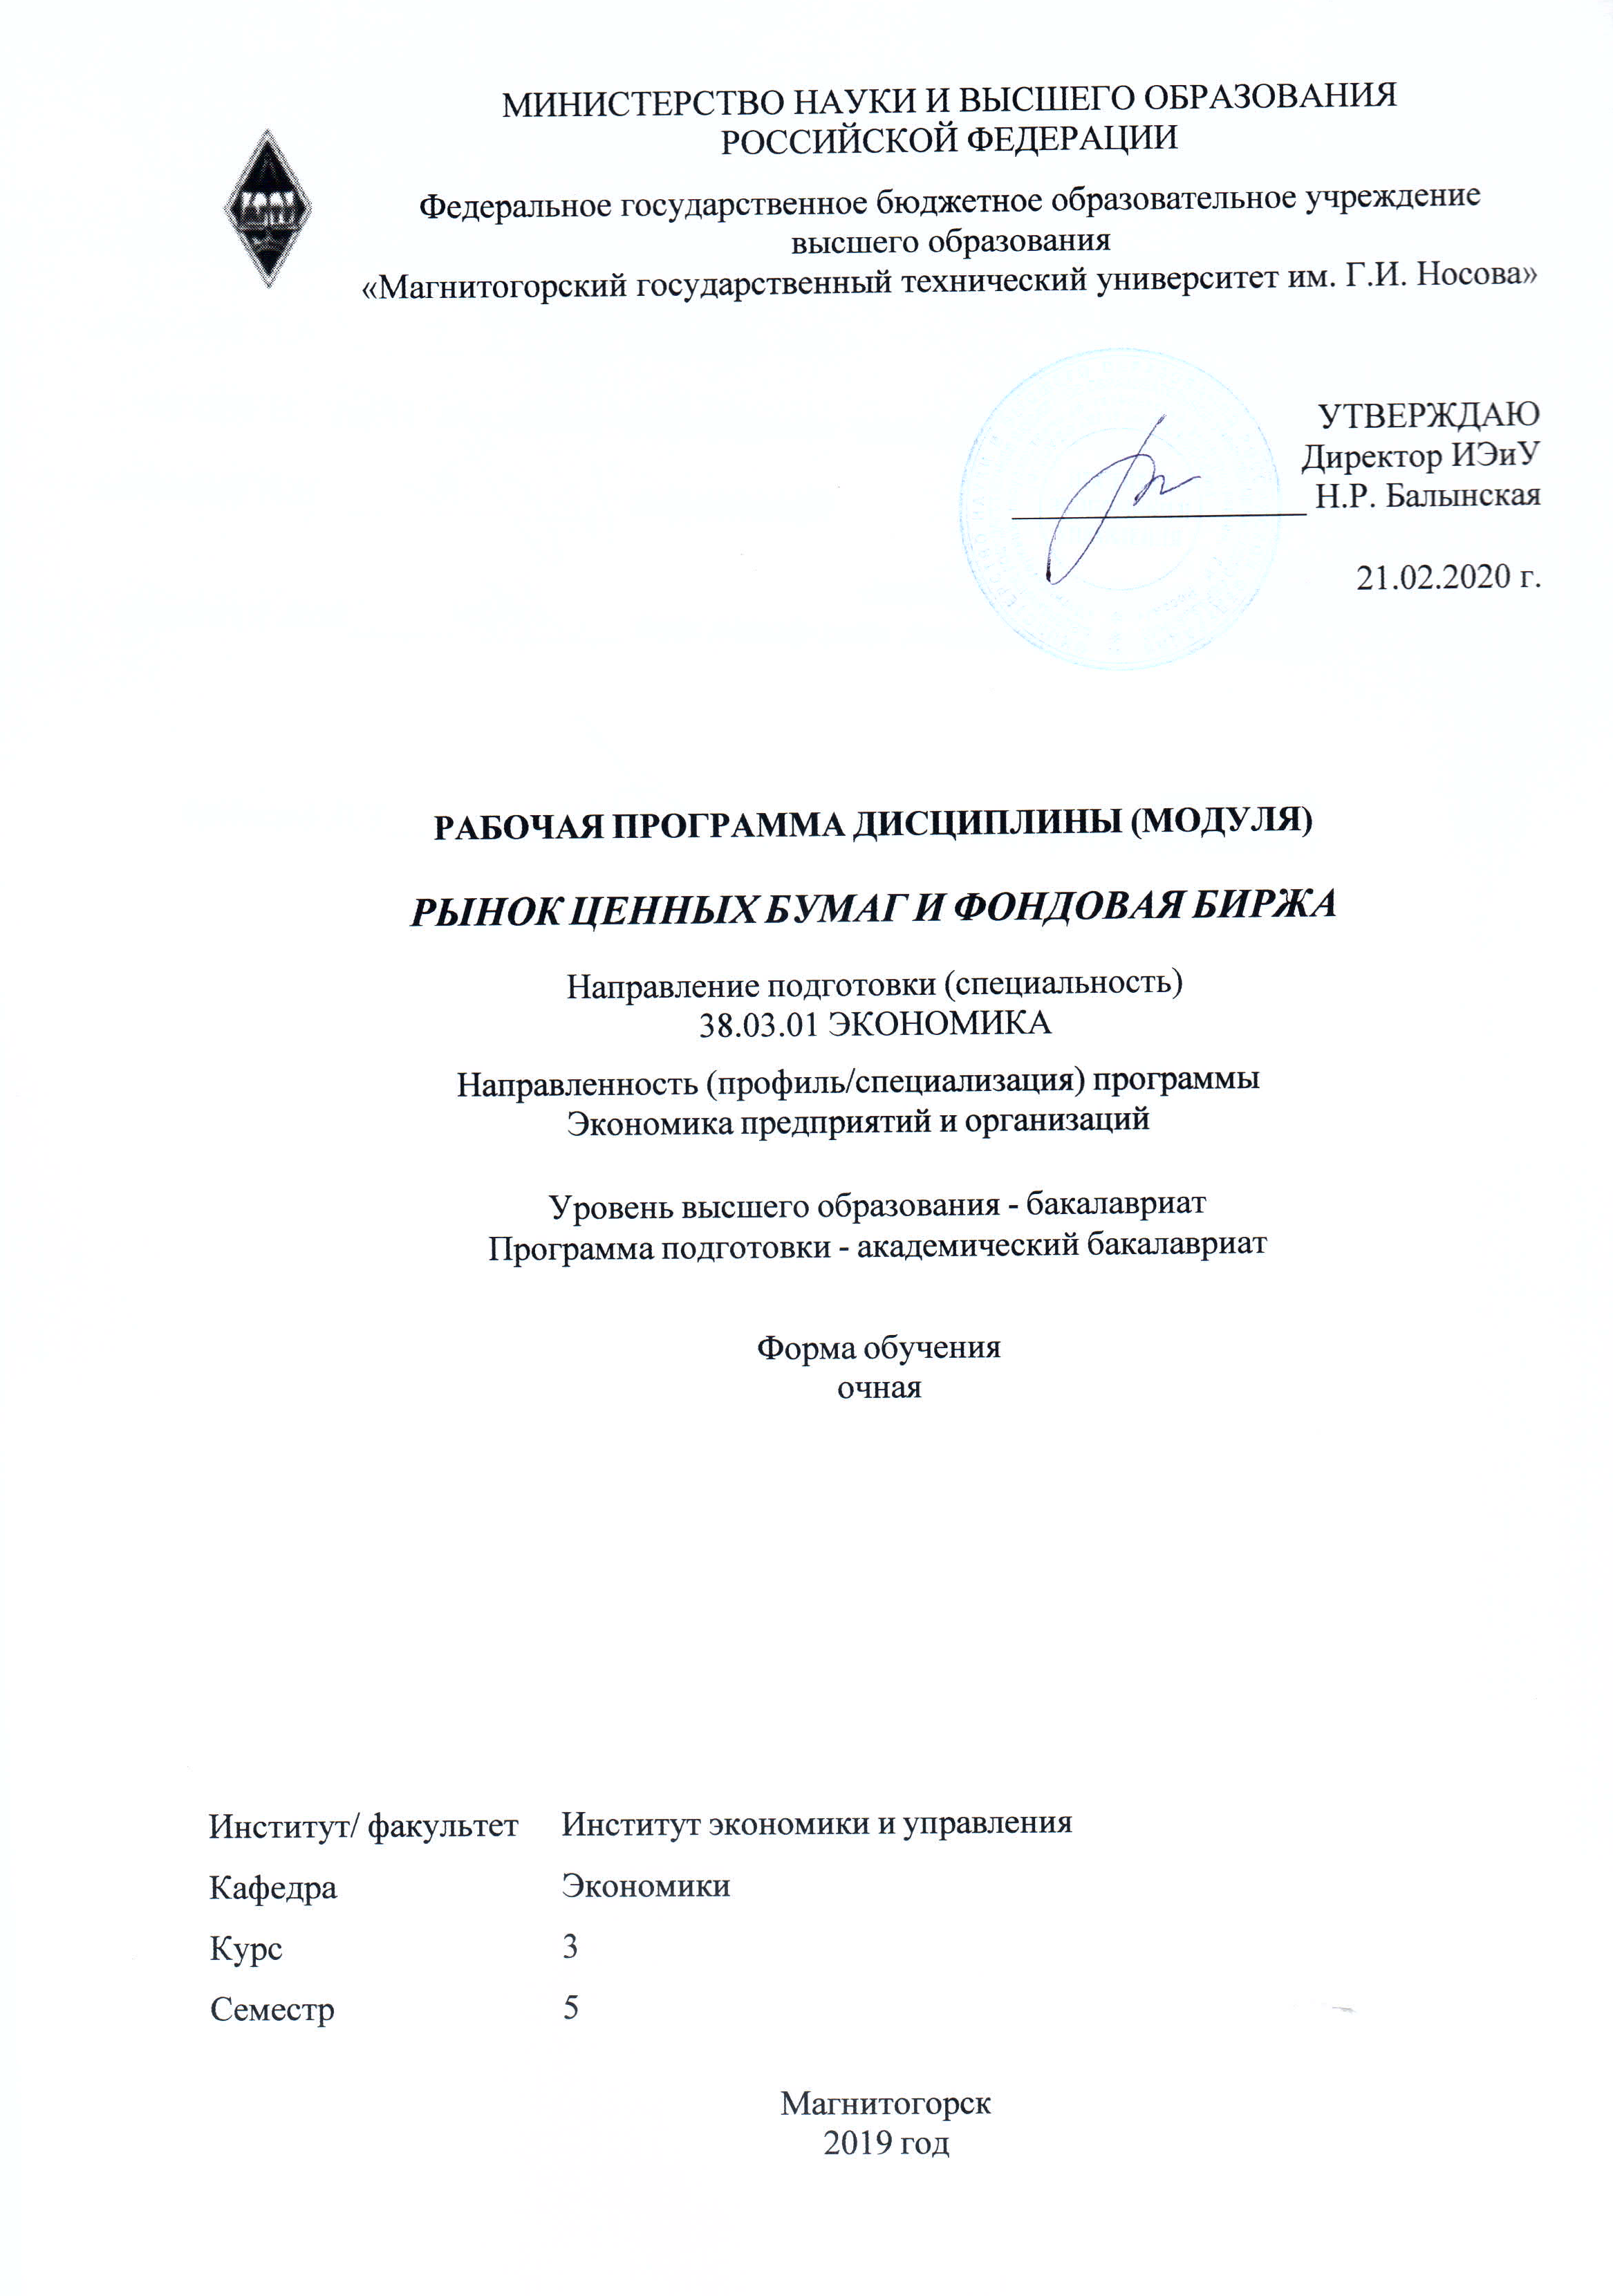 МИНИСТЕРСТВО НАУКИ И ВЫСШЕГО ОБРАЗОВАНИЯ
РОССИЙСКОЙ ФЕДЕРАЦИИ
Федеральное государственное бюджетное образовательное учреждение
высшего образования
«Магнитогорский государственный технический университет им. Г.И. Носова»
УТВЕРЖДАЮ
Директор ИЭиУ
Н.Р. Балынская
21.02.2020 г.
РАБОЧАЯ ПРОГРАММА ДИСЦИПЛИНЫ (МОДУЛЯ)
РЫНОК ЦЕННЫХ БУМАГ И ФОНДОВАЯ БИРЖА
Направление подготовки (специальность)
38.03.01 ЭКОНОМИКА
Направленность (профиль/специализация) программы
Экономика предприятий и организаций
Уровень высшего образования - бакалавриат
Программа подготовки - академический бакалавриат
Форма обучения
очная
Институт/ факультет Институт экономики и управления
Кафедра Экономики
Курс 3
Семестр 5
Магнитогорск
2019 год